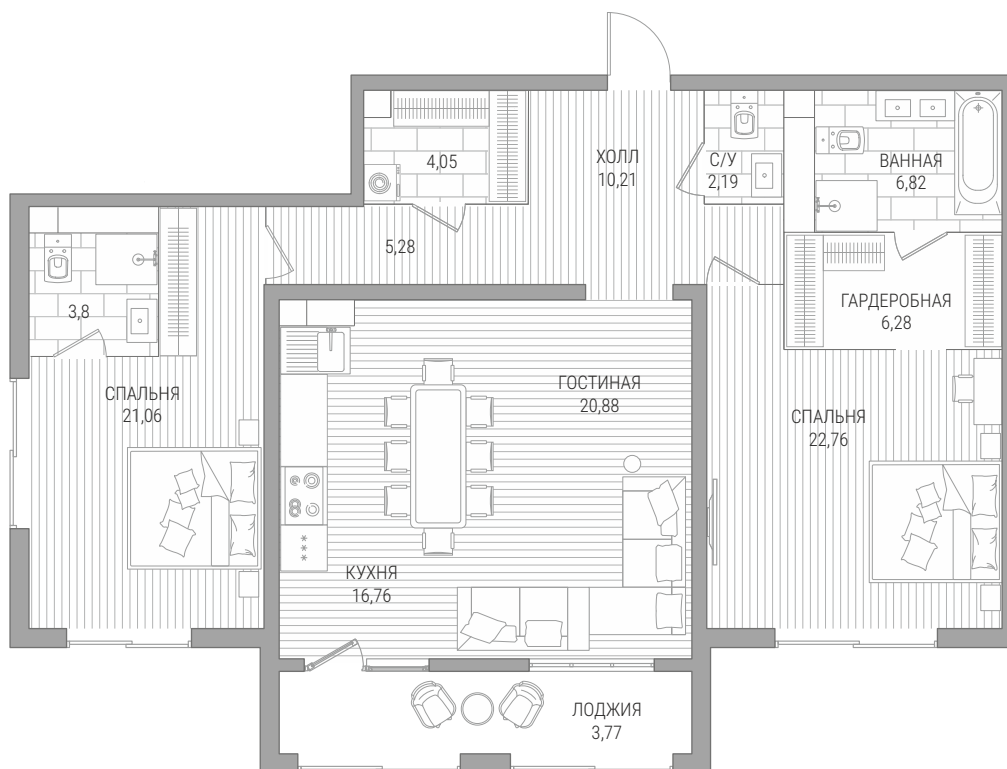 4,05
ХОЛЛ
10,21
С/У
2,19
ВАННАЯ
6,82
5,28
3,8
ГАРДЕРОБНАЯ
6,28
СПАЛЬНЯ
21,06
ГОСТИНАЯ
20,88
СПАЛЬНЯ
22,76
КУХНЯ
16,76
ЛОДЖИЯ
3,77